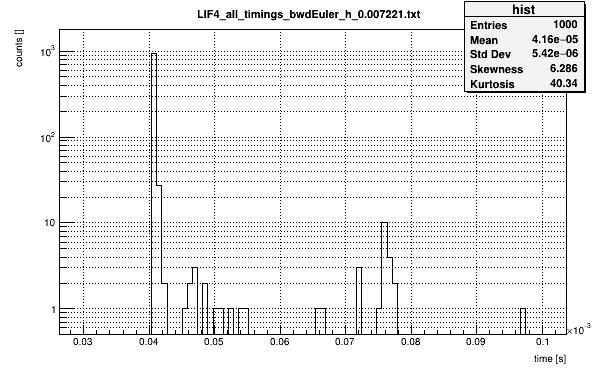 LIF4_all_timings_bwdEuler_h_0.007221.txt
hist
Entries 1000
Mean 4.16e−05
Std Dev 5.42e−06
Skewness 6.286
Kurtosis 40.34
counts []
10³
10²
10
1
0.03 0.04 0.05 0.06 0.07 0.08 0.09 0.1
×10⁻³
time [s]